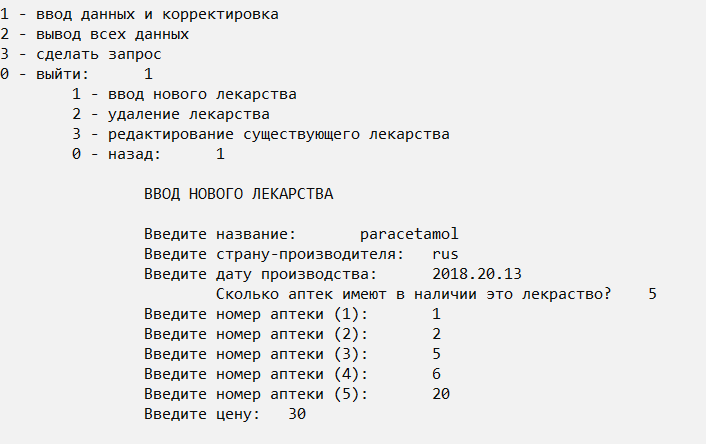 1 - ввод данных и корректировка
2 - вывод всех данных
3 - сделать запрос
0 - выйти: 1
1 - ввод нового лекарства
2 - удаление лекарства
3 - редактирование существующего лекарства
0 - назад: 1
ВВОД НОВОГО ЛЕКАРСТВА
Введите название: paracetamol
Введите страну-производителя: rus
Введите дату производства: 2018.20.13
Сколько аптек имеют в наличии это лекраство? 5
Введите номер аптеки (1): 1
Введите номер аптеки (2): 2
Введите номер аптеки (3): 5
Введите номер аптеки (4): 6
Введите номер аптеки (5): 20
Введите цену: 30